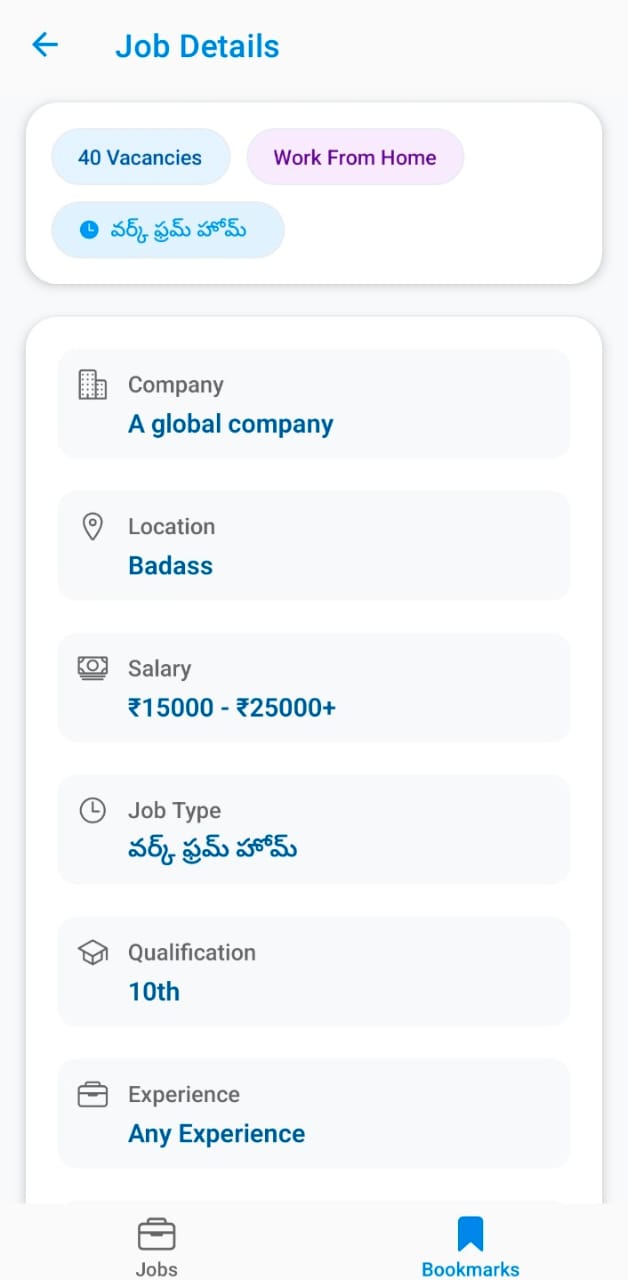 Job Details
40 Vacancies
Work From Home
వర్క్ ఫ్రమ్ హోమ్
Company
A global company
Location
Badass
Salary
₹15000 - ₹25000+
Job Type
వర్క్ ఫ్రమ్ హోమ్
Qualification
10th
Experience
Any Experience
Jobs
Bookmarks